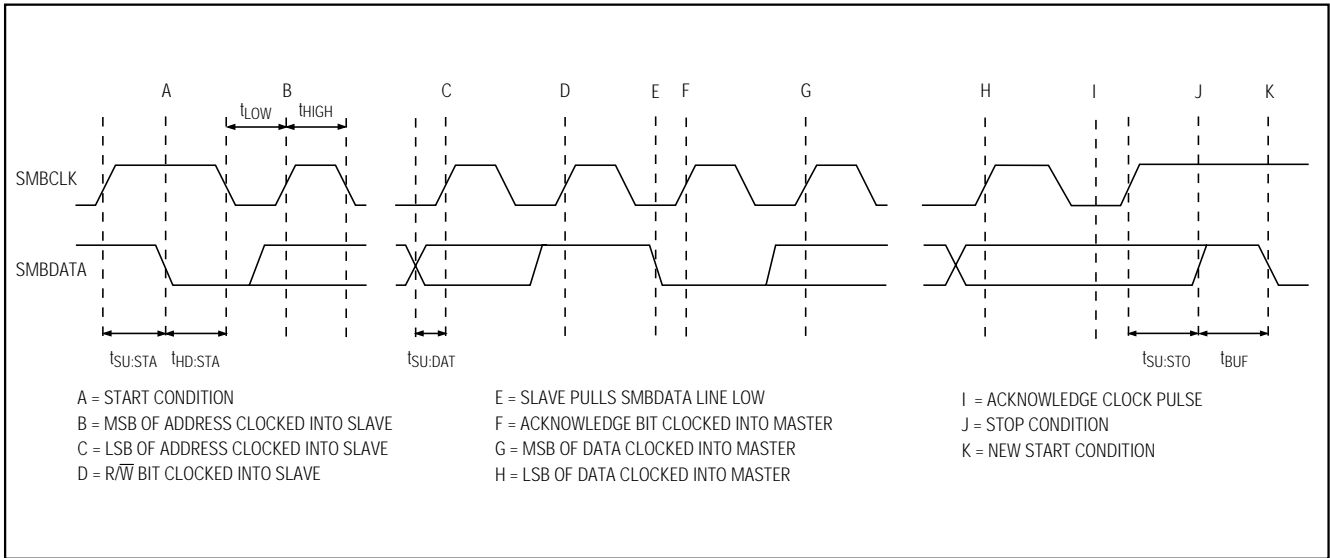 A B C D E F G H I J K
tLOW tHIGH
SMBCLK
SMBDATA
tSU:STA tHD:STA tSU:DAT tSU:STO tBUF
A = START CONDITION
B = MSB OF ADDRESS CLOCKED INTO SLAVE
C = LSB OF ADDRESS CLOCKED INTO SLAVE
D = R/W̅ BIT CLOCKED INTO SLAVE
E = SLAVE PULLS SMBDATA LINE LOW
F = ACKNOWLEDGE BIT CLOCKED INTO MASTER
G = MSB OF DATA CLOCKED INTO MASTER
H = LSB OF DATA CLOCKED INTO MASTER
I = ACKNOWLEDGE CLOCK PULSE
J = STOP CONDITION
K = NEW START CONDITION